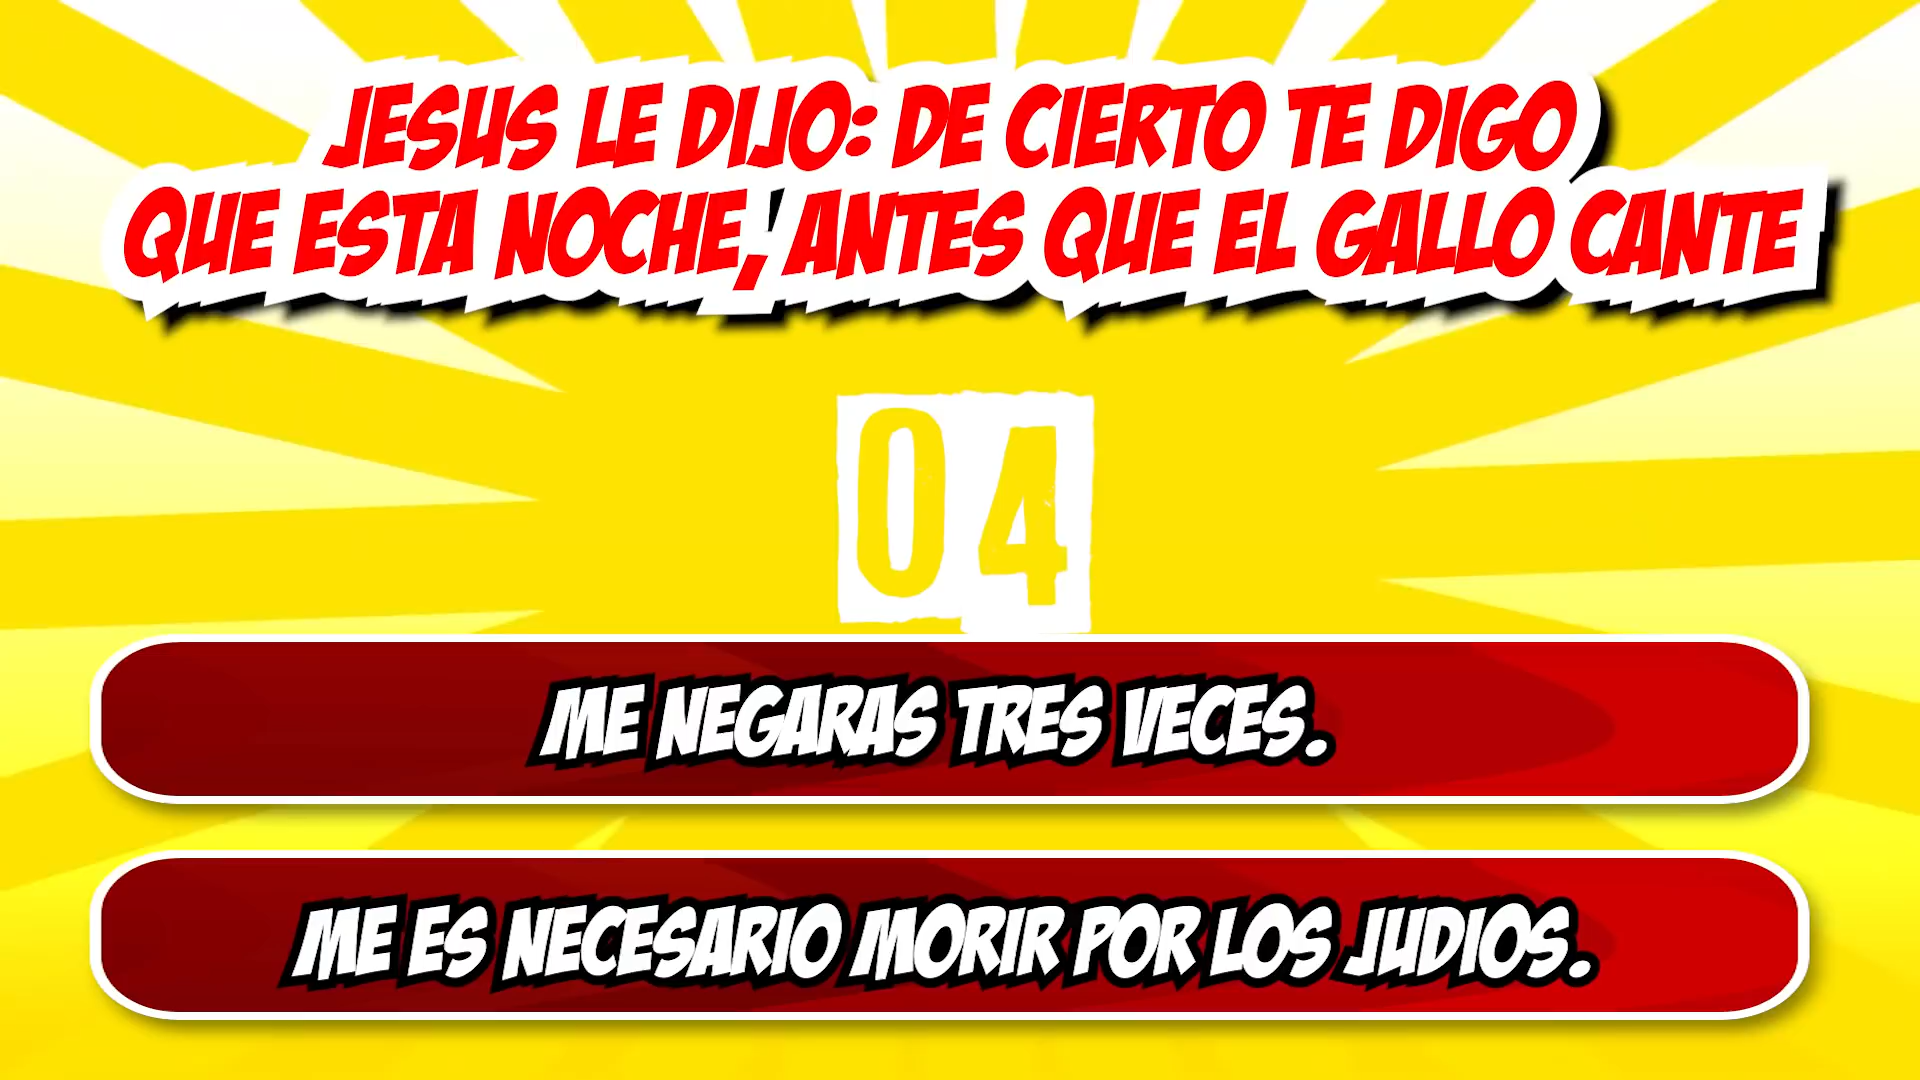 JESUS LE DIJO: DE CIERTO TE DIGO
QUE ESTA NOCHE, ANTES QUE EL GALLO CANTE
04
ME NEGARAS TRES VECES.
ME ES NECESARIO MORIR POR LOS JUDIOS.